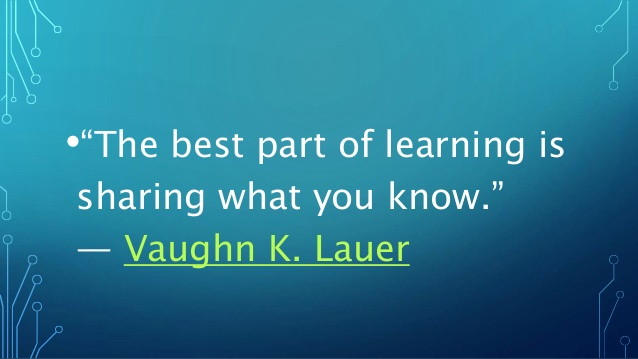 •“The best part of learning is
sharing what you know.”
— Vaughn K. Lauer